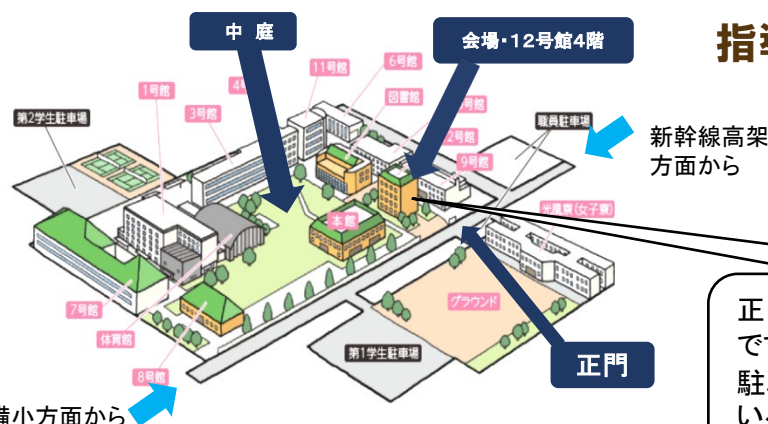 中 庭
会場・12号館4階
指
6号館
11号館
図書館
1号館
3号館
第2学生駐車場
職員駐車場
新幹線高架
方面から
9号館
光風寮(女子寮)
本館
グラウンド
7号館
体育館
8号館
第1学生駐車場
正門
備小方面から
正
です
駐
い